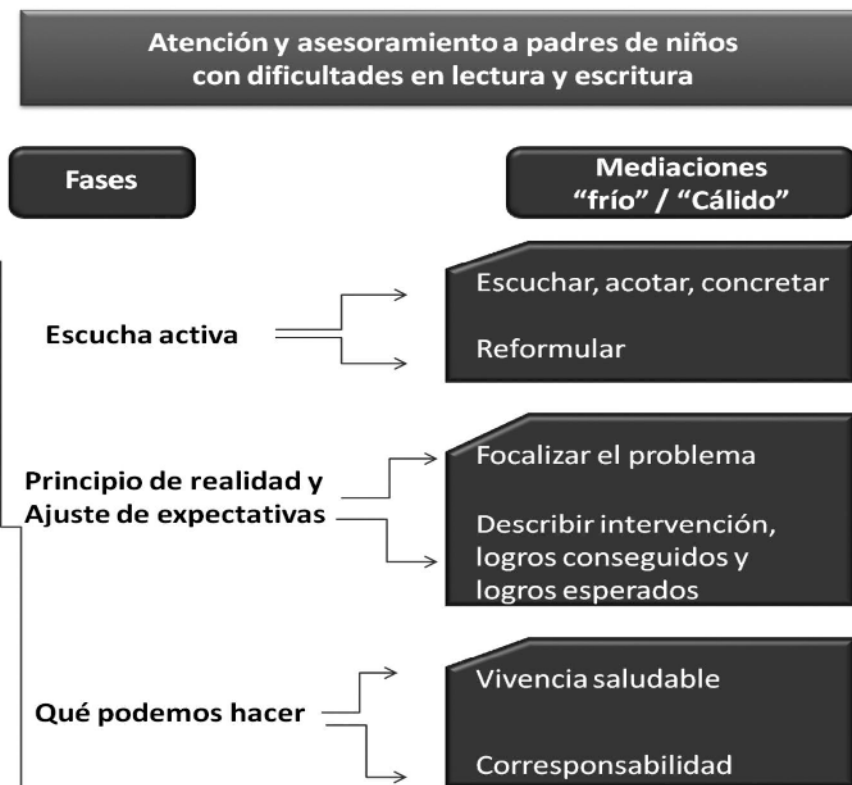 Atención y asesoramiento a padres de niños
con dificultades en lectura y escritura
Fases
Mediaciones
“frío” / “Cálido”
Escucha activa
Escuchar, acotar, concretar
Reformular
Principio de realidad y
Ajuste de expectativas
Focalizar el problema
Describir intervención,
logros conseguidos y
logros esperados
Qué podemos hacer
Vivencia saludable
Corresponsabilidad